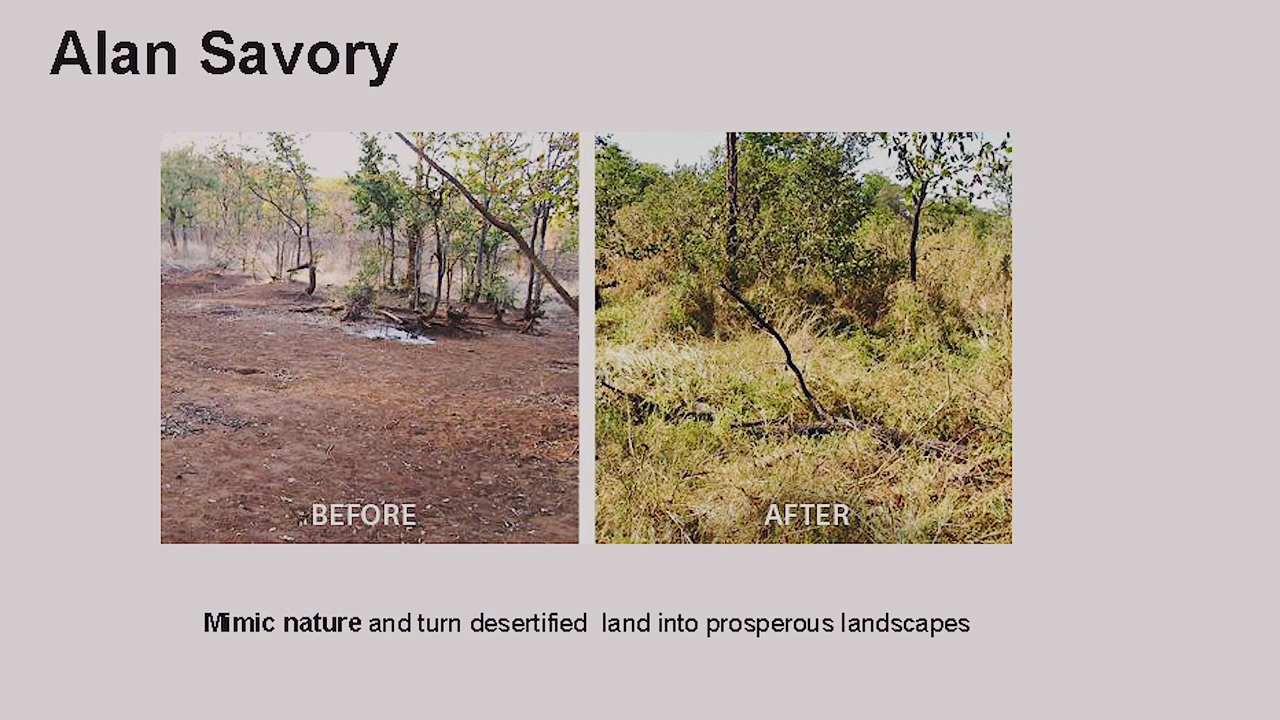 Alan Savory
BEFORE
AFTER
Mimic nature and turn desertified land into prosperous landscapes